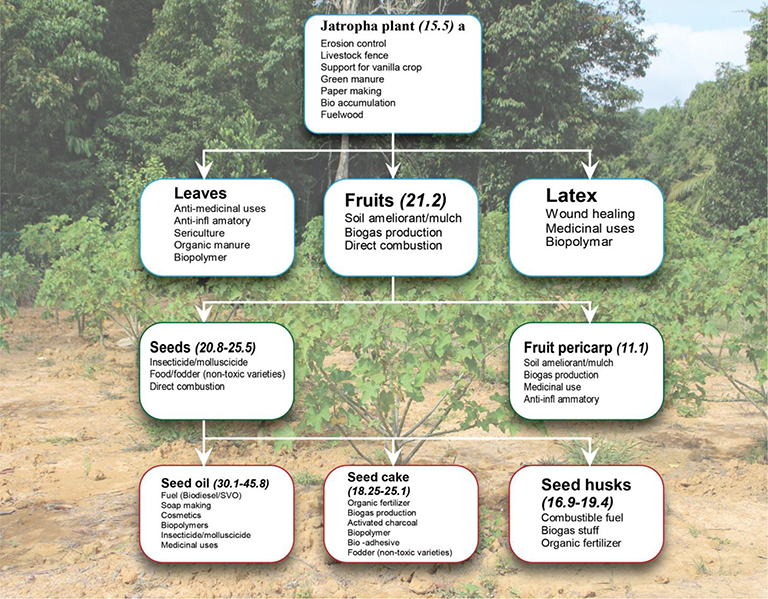 Jatropha plant (15.5) a
Erosion control
Livestock fence
Support for vanilla crop
Green manure
Paper making
Bio accumulation
Fuelwood
Leaves
Anti-medicinal uses
Anti-infl amatory
Sericulture
Organic manure
Biopolymer
Fruits (21.2)
Soil ameliorant/mulch
Biogas production
Direct combustion
Latex
Wound healing
Medicinal uses
Biopolymar
Seeds (20.8-25.5)
Insecticide/molluscicide
Food/fodder (non-toxic varieties)
Direct combustion
Fruit pericarp (11.1)
Soil ameliorant/mulch
Biogas production
Medicinal use
Anti-infl ammatory
Seed oil (30.1-45.8)
Fuel (Biodiesel/SVO)
Soap making
Cosmetics
Biopolymers
Insecticide/molluscicide
Medicinal uses
Seed cake
(18.25-25.1)
Organic fertilizer
Biogas production
Activated charcoal
Biopolymer
Bio -adhesive
Fodder (non-toxic varieties)
Seed husks
(16.9-19.4)
Combustible fuel
Biogas stuff
Organic fertilizer